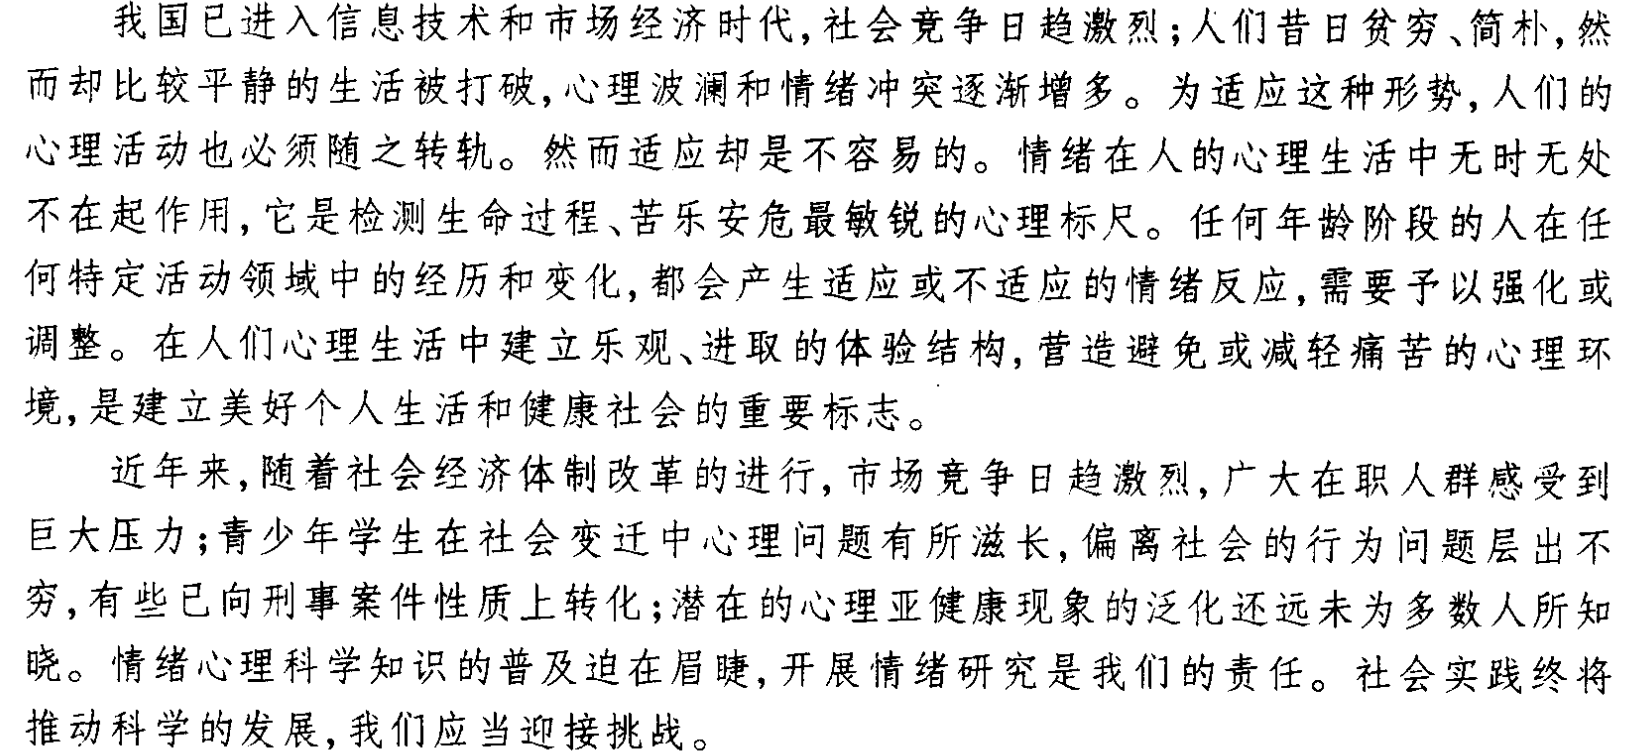 我国已进入信息技术和市场经济时代,社会竞争日趋激烈;人们昔日贫穷、简朴,然
而却比较平静的生活被打破,心理波澜和情绪冲突逐渐增多。为适应这种形势,人们的
心理活动也必须随之转轨。然而适应却是不容易的。情绪在人的心理生活中无时无处
不在起作用,它是检测生命过程、苦乐安危最敏锐的心理标尺。任何年龄阶段的人在任
何特定活动领域中的经历和变化,都会产生适应或不适应的情绪反应,需要予以强化或
调整。在人们心理生活中建立乐观、进取的体验结构,营造避免或减轻痛苦的心理环
境,是建立美好个人生活和健康社会的重要标志。
近年来,随着社会经济体制改革的进行,市场竞争日趋激烈,广大在职人群感受到
巨大压力;青少年学生在社会变迁中心理问题有所滋长,偏离社会的行为问题层出不
穷,有些已向刑事案件性质上转化;潜在的心理亚健康现象的泛化还远未为多数人所知
晓。情绪心理科学知识的普及迫在眉睫,开展情绪研究是我们的责任。社会实践终将
推动科学的发展,我们应当迎接挑战。